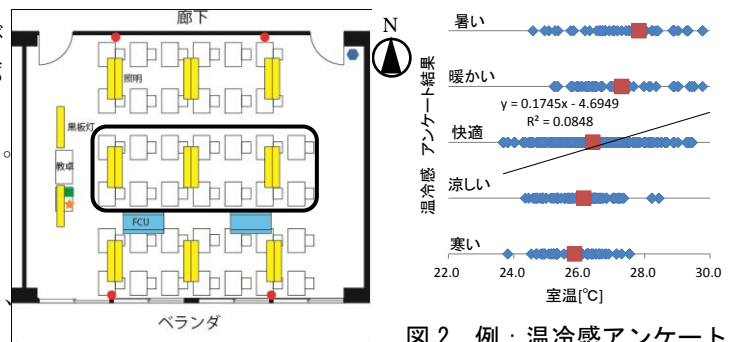 廊下
照明
黒板灯
教卓
FCU
ベランダ
N
暑い
暖かい
y = 0.1745x - 4.6949
R² = 0.0848
快適
涼しい
寒い
温冷感 アンケート結果
22.0 24.0 26.0 28.0 30.0
室温[℃]
図2 例：温冷感アンケート